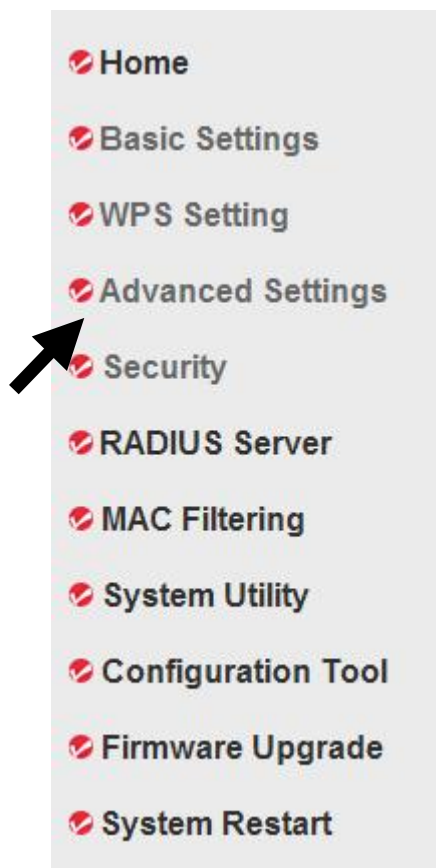 Home
Basic Settings
WPS Setting
Advanced Settings
Security
RADIUS Server
MAC Filtering
System Utility
Configuration Tool
Firmware Upgrade
System Restart